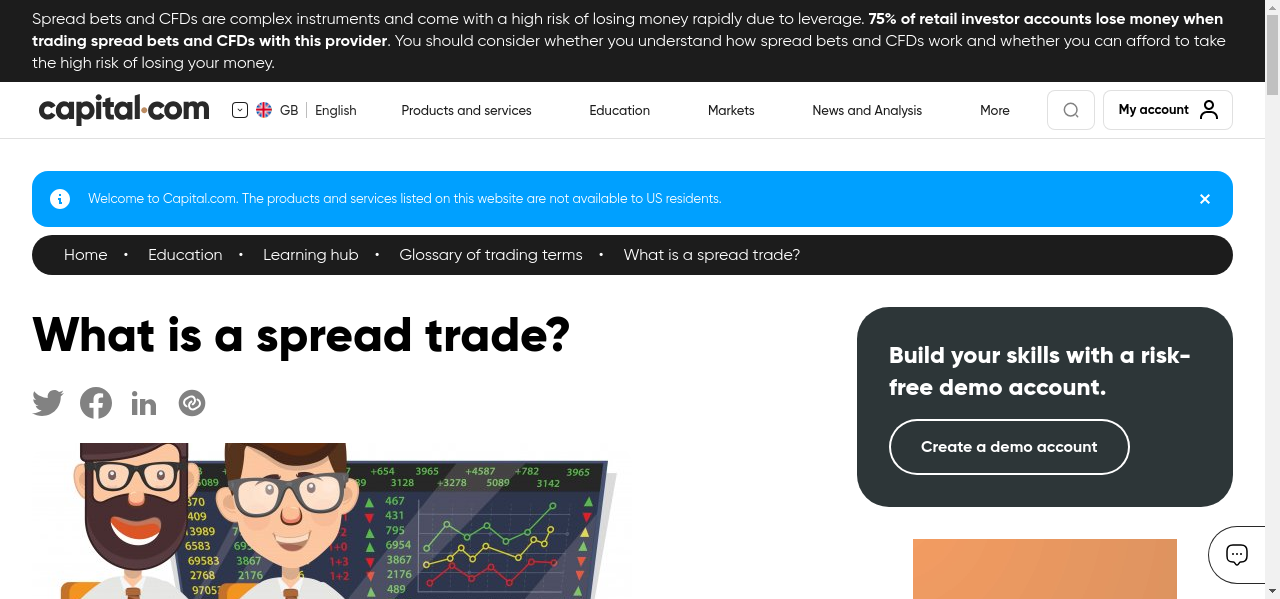 Spread bets and CFDs are complex instruments and come with a high risk of losing money rapidly due to leverage. 75% of retail investor accounts lose money when
trading spread bets and CFDs with this provider. You should consider whether you understand how spread bets and CFDs work and whether you can afford to take
the high risk of losing your money.
capital.com
GB
English
Products and services
Education
Markets
News and Analysis
More
My account
Welcome to Capital.com. The products and services listed on this website are not available to US residents.
Home • Education • Learning hub • Glossary of trading terms • What is a spread trade?
What is a spread trade?
Build your skills with a risk-
free demo account.
Create a demo account
+654 3965 +4587 +782 3965
5089 3128 +3278 5089 3142
467
409 431
13989 795
6583 6954
69583 3867 1+3 3867
2768 2176 1+2 2176
97057 489